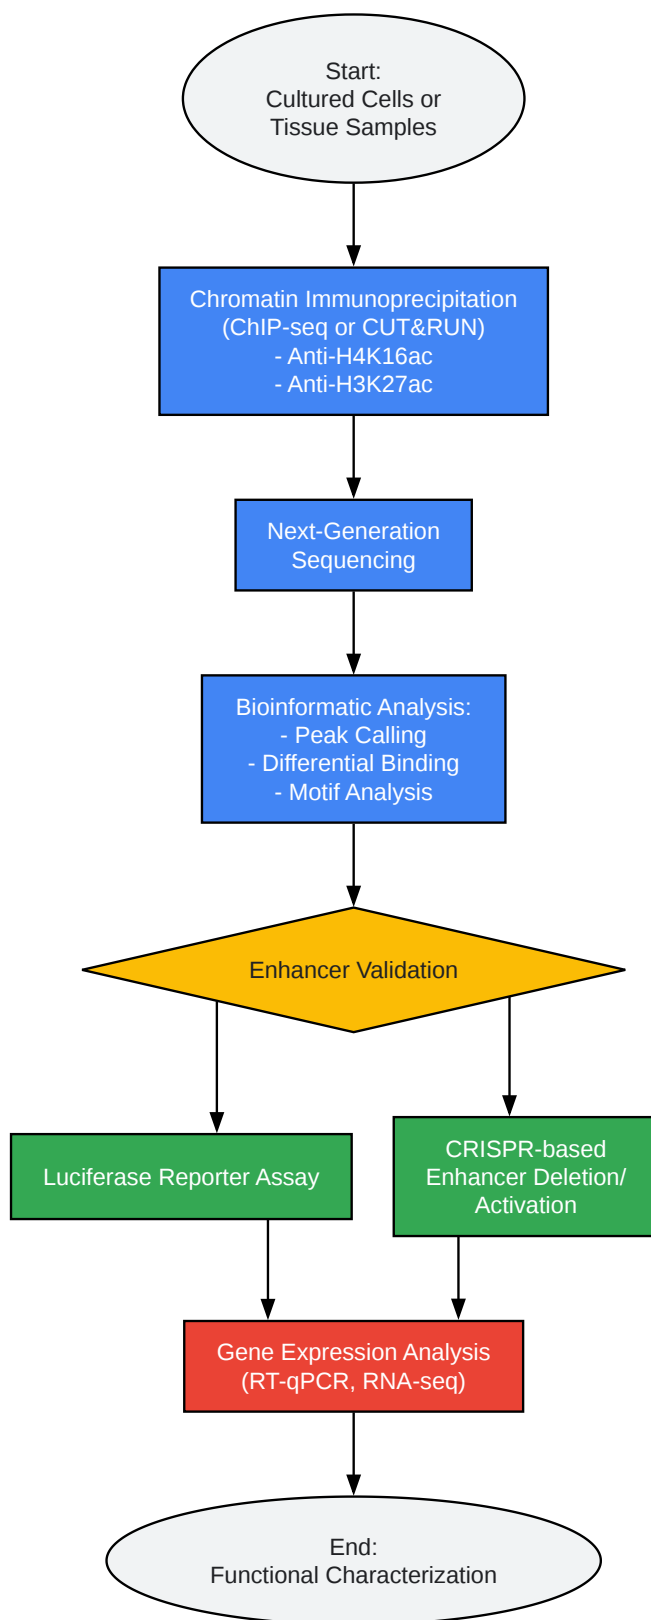 Start:
Cultured Cells or
Tissue Samples
Chromatin Immunoprecipitation
(ChIP-seq or CUT&RUN)
- Anti-H4K16ac
- Anti-H3K27ac
Next-Generation
Sequencing
Bioinformatic Analysis:
- Peak Calling
- Differential Binding
- Motif Analysis
Enhancer Validation
Luciferase Reporter Assay
CRISPR-based
Enhancer Deletion/
Activation
Gene Expression Analysis
(RT-qPCR, RNA-seq)
End:
Functional Characterization